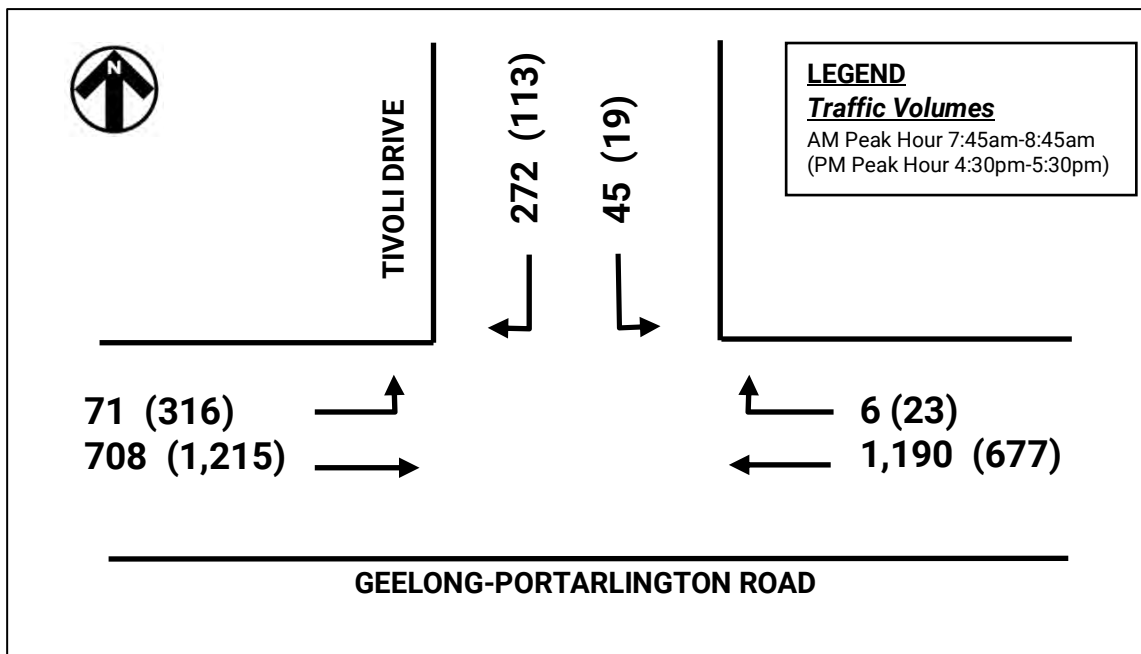 N
LEGEND
Traffic Volumes
AM Peak Hour 7:45am-8:45am
(PM Peak Hour 4:30pm-5:30pm)
TIVOLI DRIVE
272 (113)
45 (19)
71 (316)
708 (1,215)
6 (23)
1,190 (677)
GEELONG-PORTARLINGTON ROAD